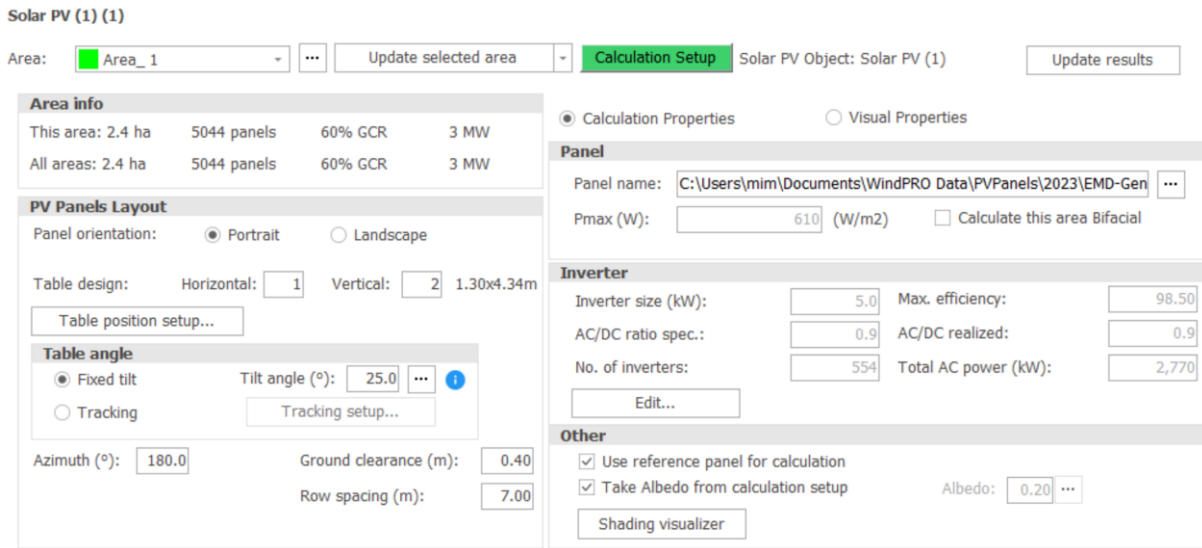 Solar PV (1) (1)
Area: Area_ 1 ... Update selected area Calculation Setup Solar PV Object: Solar PV (1) Update results
Area info
This area: 2.4 ha 5044 panels 60% GCR 3 MW
All areas: 2.4 ha 5044 panels 60% GCR 3 MW
PV Panels Layout
Panel orientation: Portrait Landscape
Table design: Horizontal: 1 Vertical: 2 1.30x4.34m
Table position setup...
Table angle
Fixed tilt Tilt angle (°): 25.0 ... i
Tracking Tracking setup...
Azimuth (°): 180.0 Ground clearance (m): 0.40
Row spacing (m): 7.00
Calculation Properties Visual Properties
Panel
Panel name: C:\Users\mim\Documents\WindPRO Data\PVPanels\2023\EMD-Gen ...
Pmax (W): 610 (W/m2) Calculate this area Bifacial
Inverter
Inverter size (kW): 5.0 Max. efficiency: 98.50
AC/DC ratio spec.: 0.9 AC/DC realized: 0.9
No. of inverters: 554 Total AC power (kW): 2,770
Edit...
Other
Use reference panel for calculation
Take Albedo from calculation setup Albedo: 0.20 ...
Shading visualizer